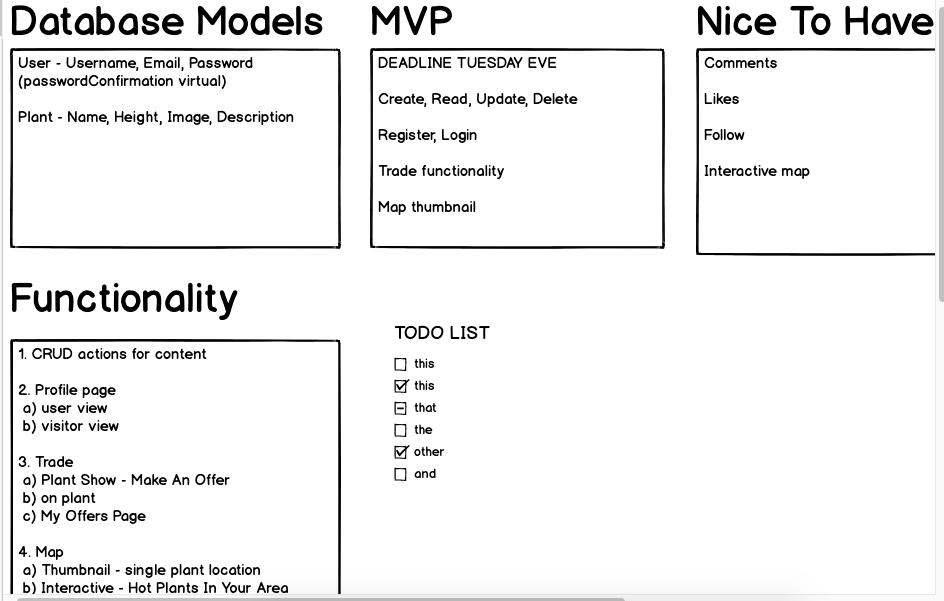 Database Models
User - Username, Email, Password
(passwordConfirmation virtual)
Plant - Name, Height, Image, Description
MVP
DEADLINE TUESDAY EVE
Create, Read, Update, Delete
Register, Login
Trade functionality
Map thumbnail
Nice To Have
Comments
Likes
Follow
Interactive map
Functionality
1. CRUD actions for content
2. Profile page
a) user view
b) visitor view
3. Trade
a) Plant Show - Make An Offer
b) on plant
c) My Offers Page
4. Map
a) Thumbnail - single plant location
b) Interactive - Hot Plants In Your Area
TODO LIST
this
this
that
the
other
and